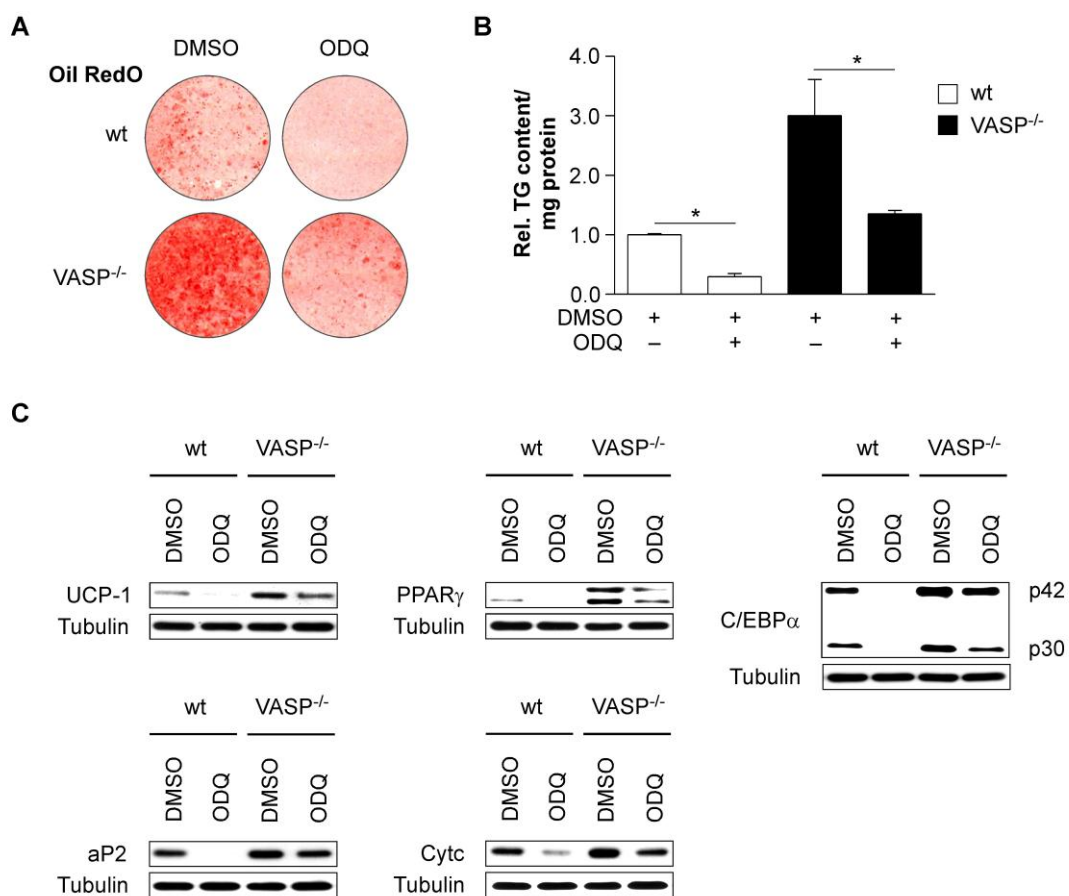 A
DMSO ODQ
Oil RedO
wt
VASP-/-
B
Rel. TG content/
mg protein
4.0
3.0
2.0
1.0
0.0
* *
wt
VASP-/-
DMSO + + + +
ODQ – + – +
C
wt VASP-/-
DMSO ODQ DMSO ODQ
UCP-1
Tubulin
wt VASP-/-
DMSO ODQ DMSO ODQ
PPARγ
Tubulin
wt VASP-/-
DMSO ODQ DMSO ODQ
C/EBPα
p42
p30
Tubulin
wt VASP-/-
DMSO ODQ DMSO ODQ
aP2
Tubulin
wt VASP-/-
DMSO ODQ DMSO ODQ
Cytc
Tubulin